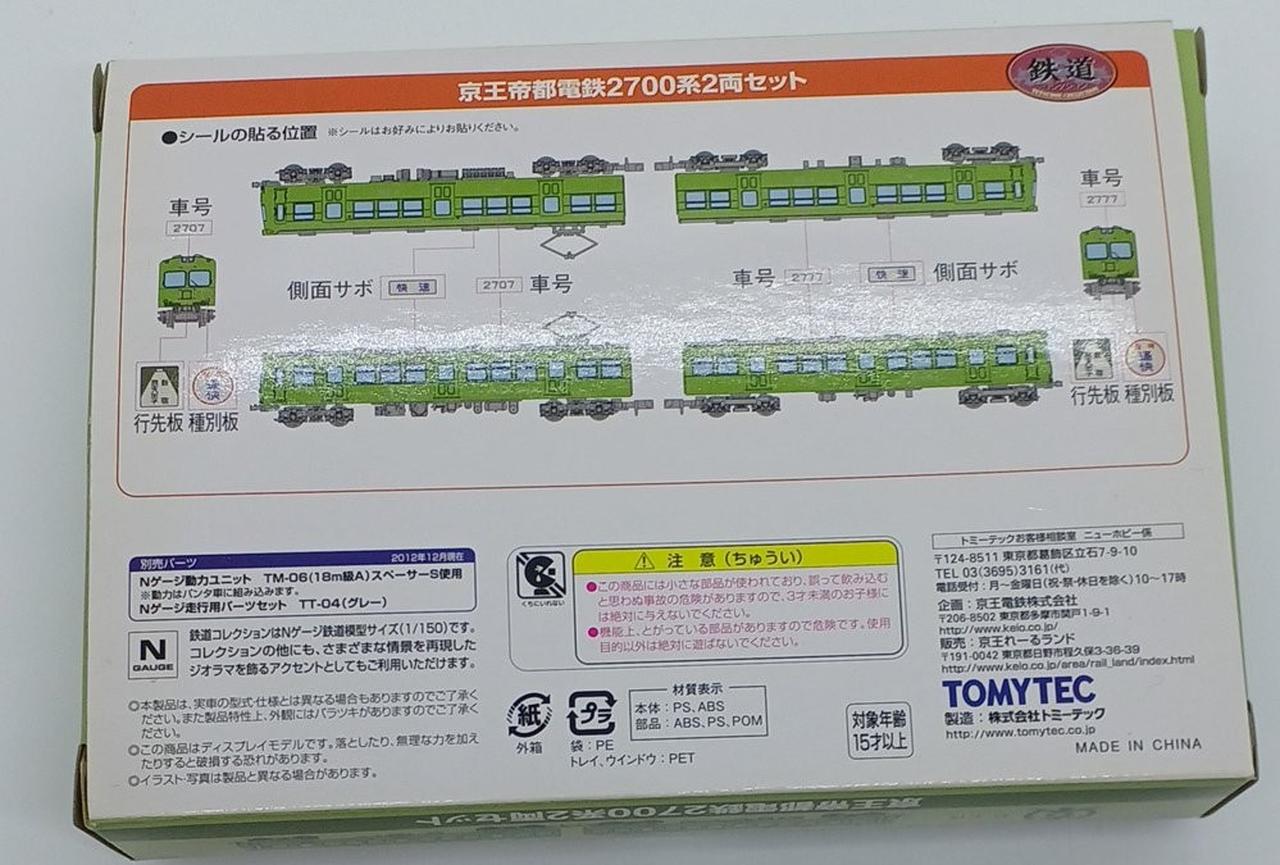 京王帝都電鉄2700系2両セット
鉄道
●シールの貼る位置 ※シールはお好みによりお貼りください。
車号
2707
車号
2777
側面サボ
快速
2707
車号
車号
2777
快速
側面サボ
通快
行先板 種別板
通快
行先板 種別板
別売パーツ 2012年12月現在
Nゲージ動力ユニット TM-06(18m級A)スペーサーS使用
※動力はパンタ車に組み込みます。
Nゲージ走行用パーツセット TT-04(グレー)
N
GAUGE
鉄道コレクションはNゲージ鉄道模型サイズ(1/150)です。
コレクションの他にも、さまざまな情景を再現した
ジオラマを飾るアクセントとしてもご利用いただけます。
○本製品は、実車の型式・仕様とは異なる場合もありますのでご了承く
ださい。また製品特性上、外観にはバラツキがありますのでご了承く
ださい。
○この商品はディスプレイモデルです。落としたり、無理な力を加え
たりすると破損する恐れがあります。
○イラスト・写真は製品と異なる場合があります。
くちにいれない
注意(ちゅうい)
●この商品には小さな部品が使われており、誤って飲み込む
と思わぬ事故の危険がありますので、3才未満のお子様に
は絶対に与えないでください。
●機能上、とがっている部品がありますので危険です。使用
目的以外は絶対に遊ばないでください。
紙
外箱
プラ
袋:PE
トレイ、ウインドウ:PET
材質表示
本体:PS、ABS
部品:ABS、PS、POM
対象年齢
15才以上
トミーテックお客様相談室 ニューホビー係
〒124-8511 東京都葛飾区立石7-9-10
TEL 03(3695)3161(代)
電話受付:月〜金曜日(祝・祭・休日を除く)10〜17時
企画:京王電鉄株式会社
〒206-8502 東京都多摩市関戸1-9-1
http://www.keio.co.jp/
販売:京王れーるランド
〒191-0042 東京都日野市程久保3-36-39
http://www.keio.co.jp/area/rail_land/index.html
TOMYTEC
製造:株式会社トミーテック
http://www.tomytec.co.jp
MADE IN CHINA
京王帝都電鉄2700系2両セット